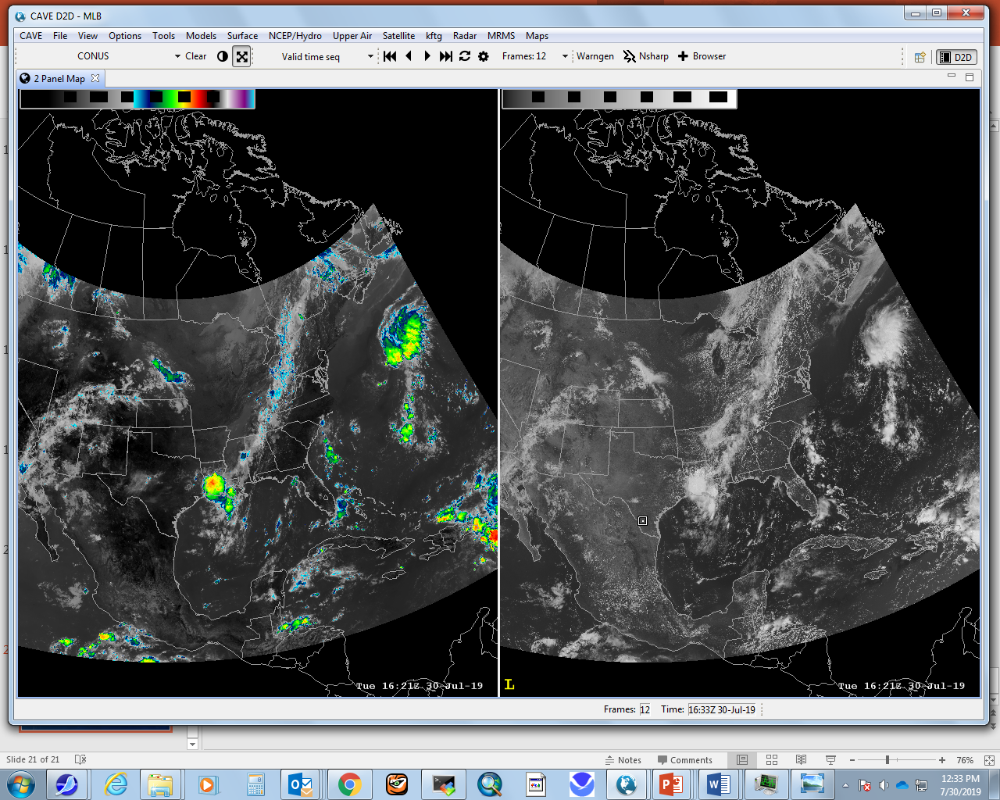 CAVE D2D - MLB
CAVE File View Options Tools Models Surface NCEP/Hydro Upper Air Satellite kftg Radar MRMS Maps
CONUS Clear Valid time seq Frames: 12 Warngen Nsharp Browser D2D
2 Panel Map
Tue 16:21Z 30-Jul-19
L
Tue 16:21Z 30-Jul-19
Frames: 12 Time: 16:33Z 30-Jul-19
Slide 21 of 21 Notes Comments 76%
12:33 PM
7/30/2019